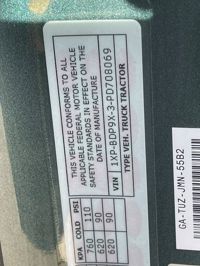 THIS VEHICLE CONFORMS TO ALL
APPLICABLE FEDERAL MOTOR VEHICLE
SAFETY STANDARDS IN EFFECT ON THE
DATE OF MANUFACTURE
VIN 1XP-BDP9X-3-PD708069
TYPE VEH. TRUCK TRACTOR
KPA COLD PSI
760 110
620 90
620 90
GA-TUZ-JMN-55B2